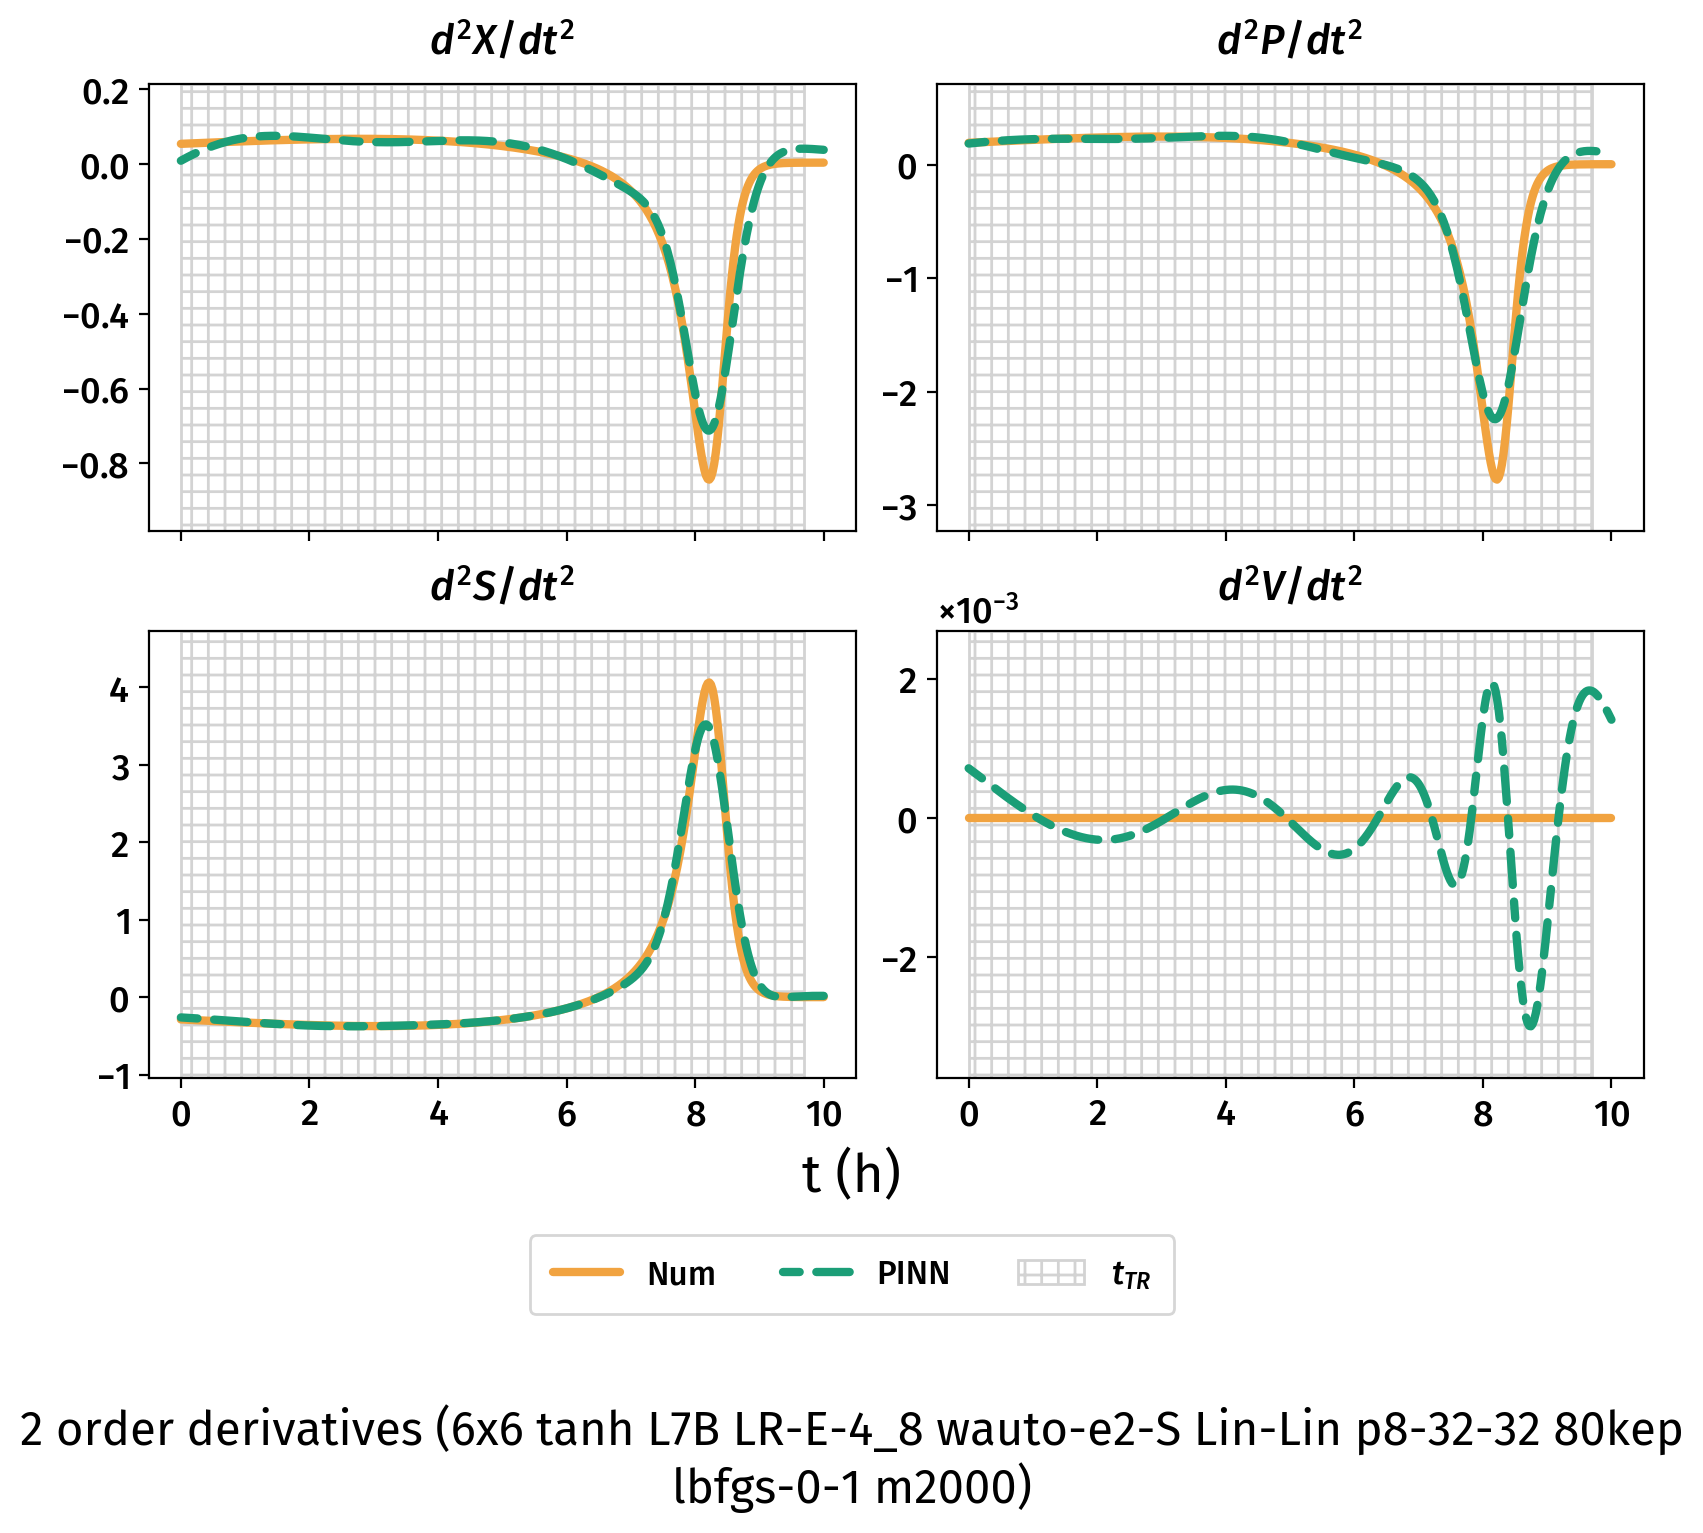 d²X/dt²
d²P/dt²
0.2
0.0
−0.2
−0.4
−0.6
−0.8
0
−1
−2
−3
d²S/dt²
d²V/dt²
×10⁻³
4
3
2
1
0
−1
2
0
−2
0 2 4 6 8 10
0 2 4 6 8 10
t (h)
Num PINN t_TR
2 order derivatives (6x6 tanh L7B LR-E-4_8 wauto-e2-S Lin-Lin p8-32-32 80kep
lbfgs-0-1 m2000)